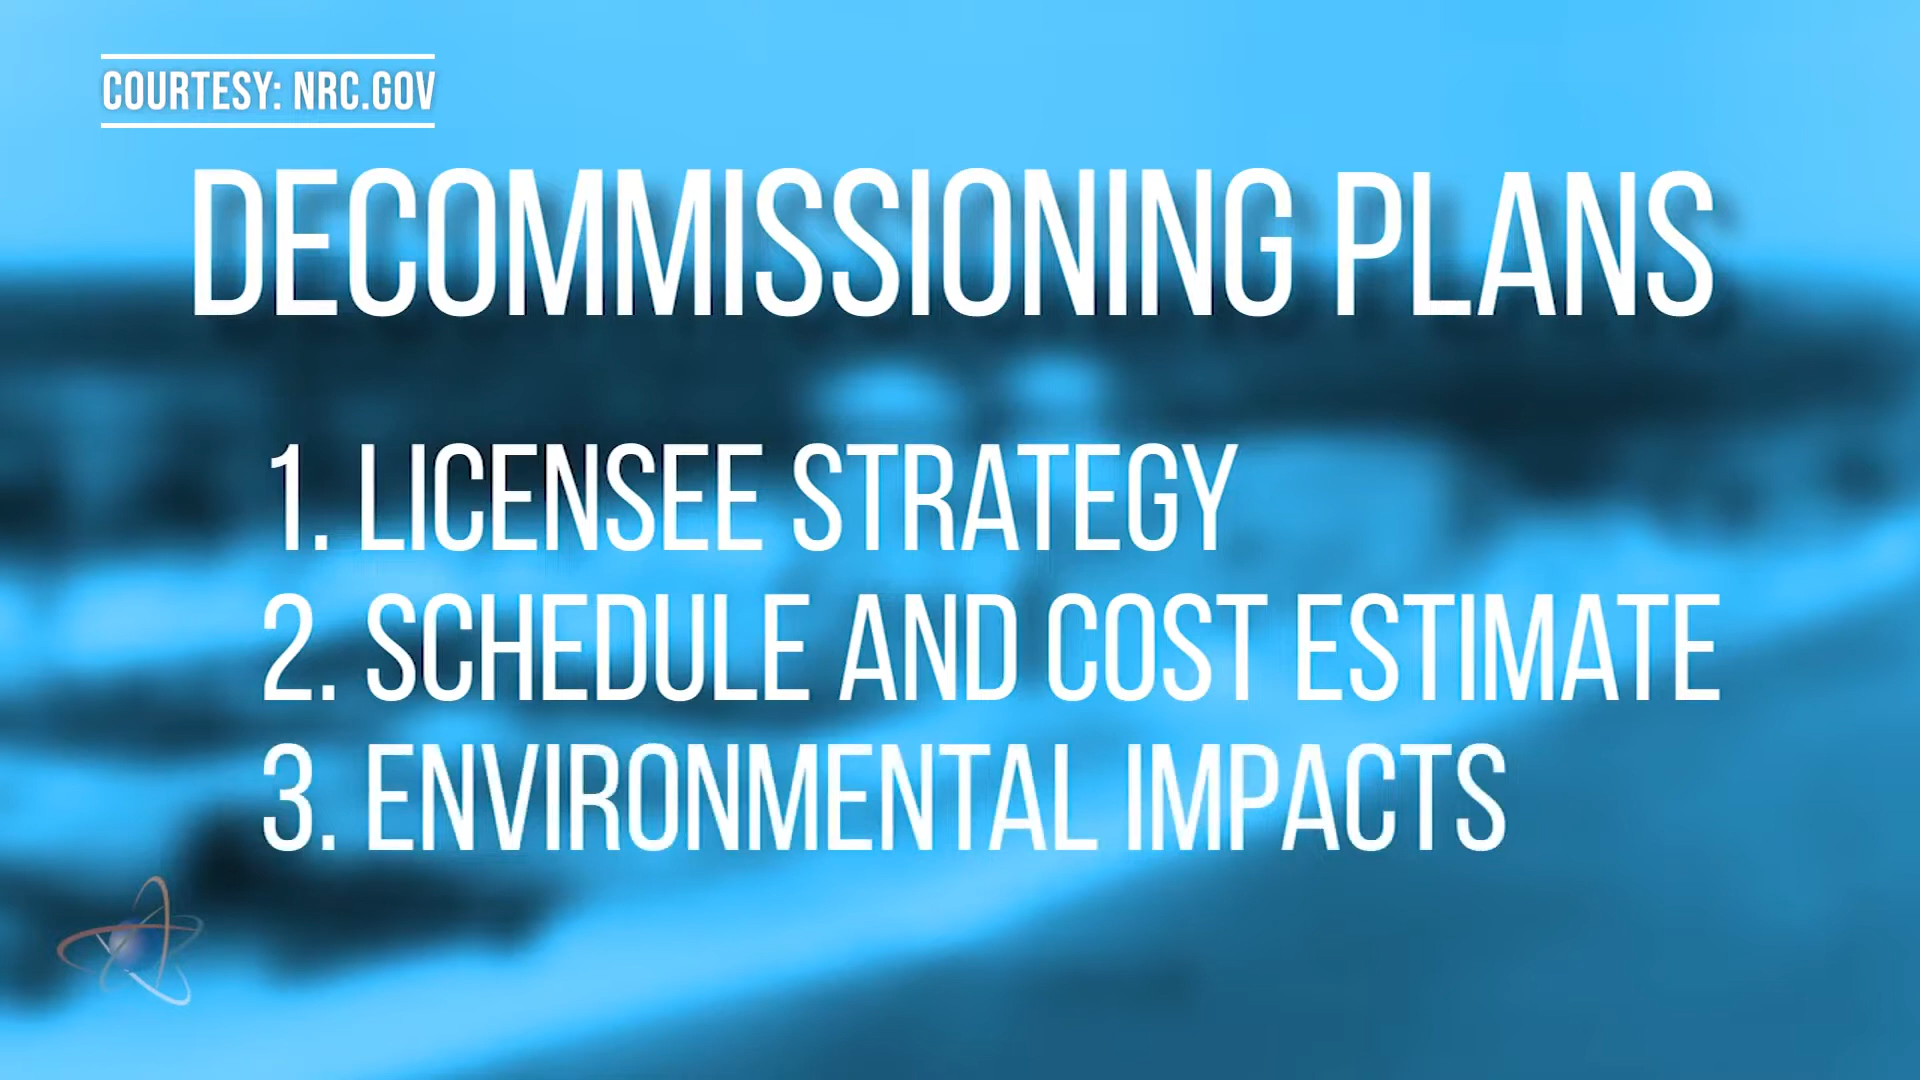 COURTESY: NRC.GOV
DECOMMISSIONING PLANS
1. LICENSEE STRATEGY
2. SCHEDULE AND COST ESTIMATE
3. ENVIRONMENTAL IMPACTS